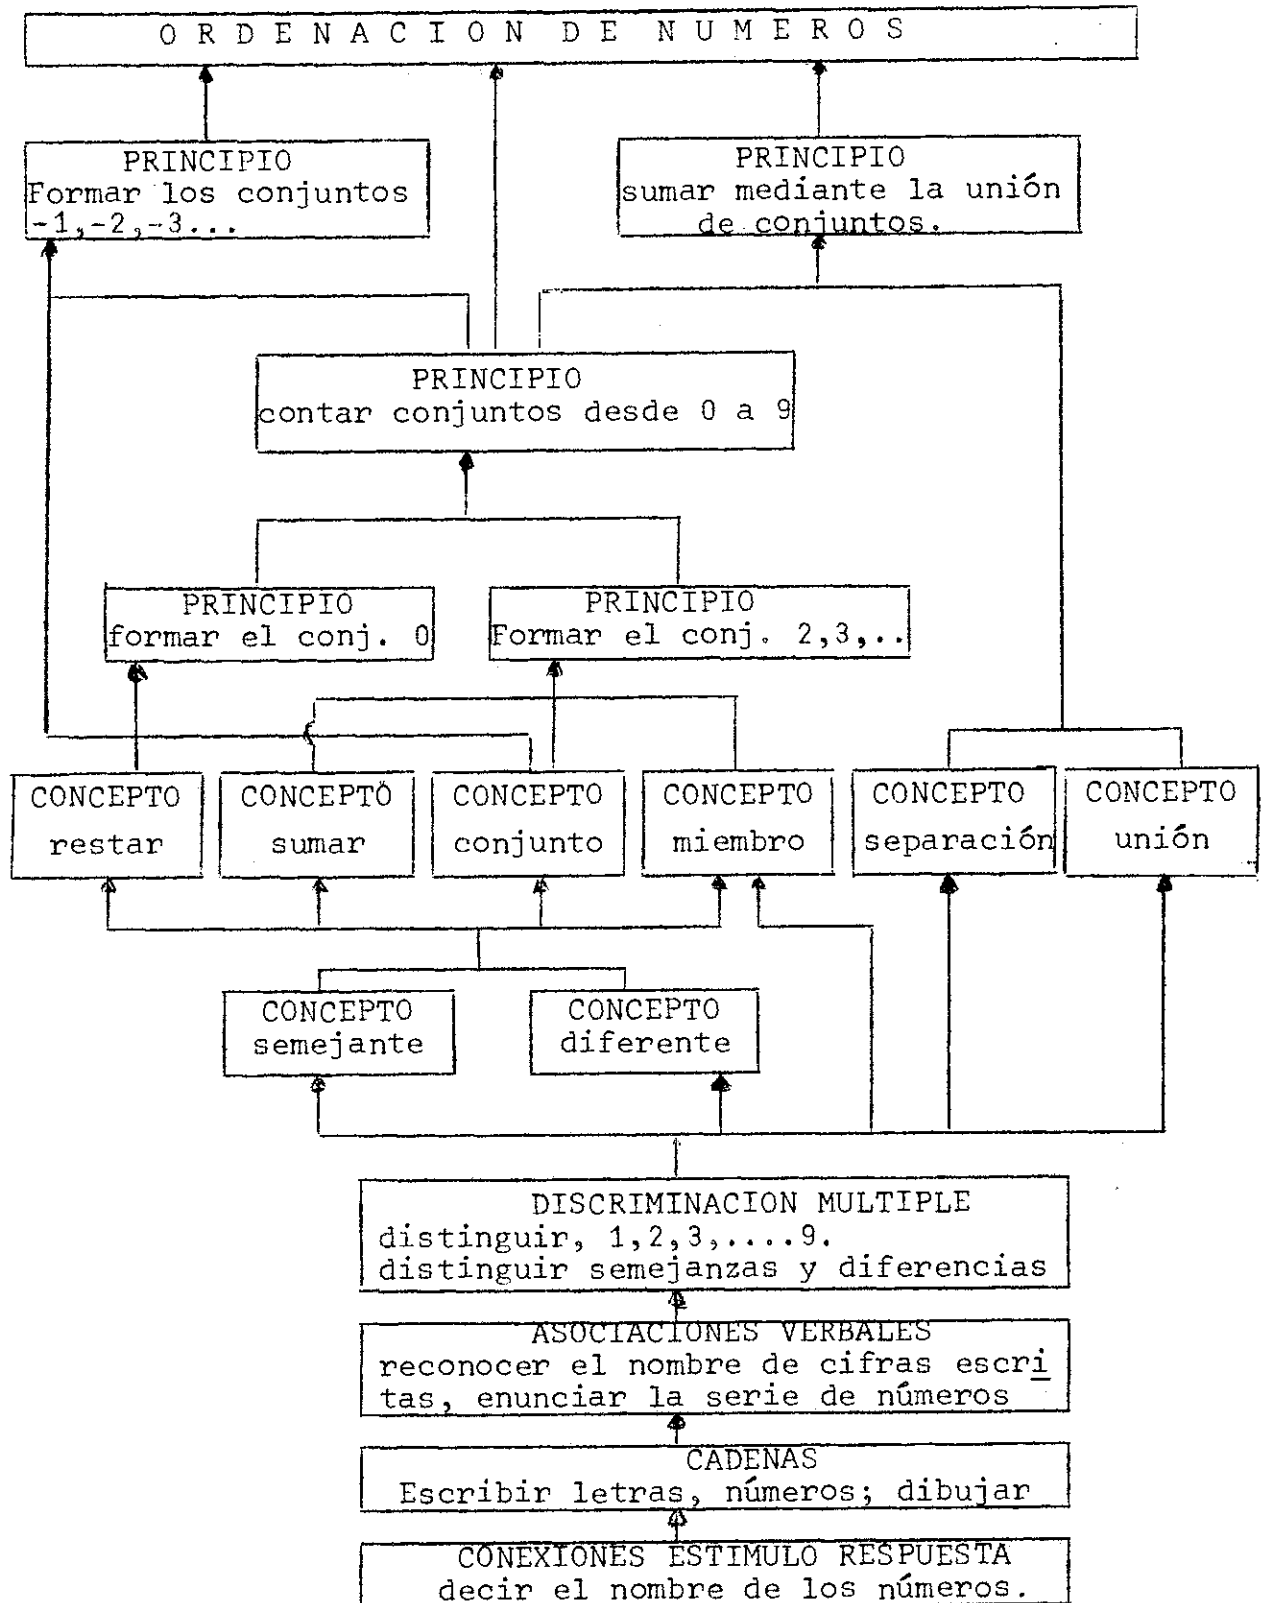 ORDENACION DE NUMEROS
PRINCIPIO
Formar los conjuntos
-1,-2,-3...
PRINCIPIO
sumar mediante la unión
de conjuntos.
PRINCIPIO
contar conjuntos desde 0 a 9
PRINCIPIO
formar el conj. 0
PRINCIPIO
Formar el conj. 2,3,..
CONCEPTO
restar
CONCEPTO
sumar
CONCEPTO
conjunto
CONCEPTO
miembro
CONCEPTO
separación
CONCEPTO
unión
CONCEPTO
semejante
CONCEPTO
diferente
DISCRIMINACION MULTIPLE
distinguir, 1,2,3,....9.
distinguir semejanzas y diferencias
ASOCIACIONES VERBALES
reconocer el nombre de cifras escri
tas, enunciar la serie de números
CADENAS
Escribir letras, números; dibujar
CONEXIONES ESTIMULO RESPUESTA
decir el nombre de los números.